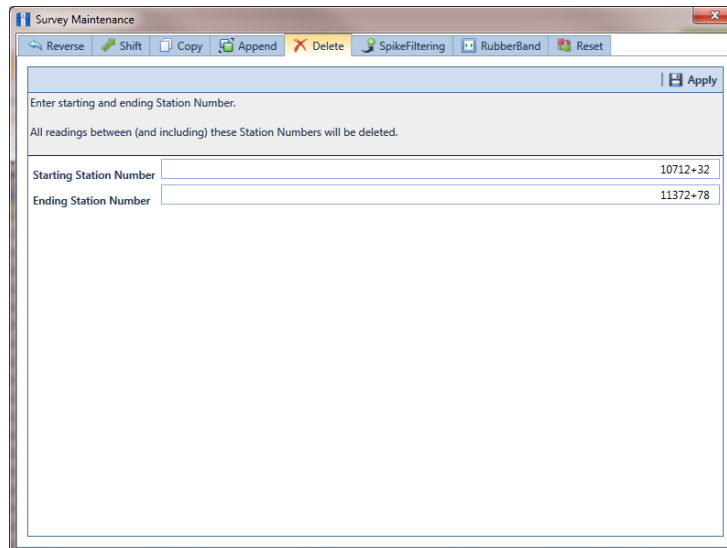 Survey Maintenance
Reverse Shift Copy Append Delete SpikeFiltering RubberBand Reset
Apply
Enter starting and ending Station Number.
All readings between (and including) these Station Numbers will be deleted.
Starting Station Number 10712+32
Ending Station Number 11372+78